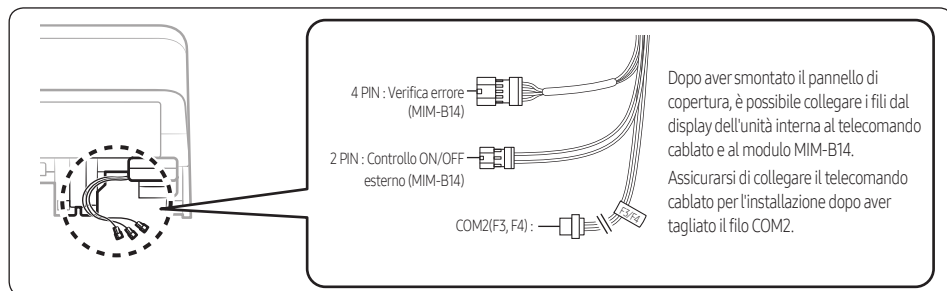 4 PIN : Verifica errore
(MIM-B14)
2 PIN : Controllo ON/OFF
esterno (MIM-B14)
COM2(F3, F4) :
F3/F4
Dopo aver smontato il pannello di
copertura, è possibile collegare i fili dal
display dell'unità interna al telecomando
cablato e al modulo MIM-B14.
Assicurarsi di collegare il telecomando
cablato per l'installazione dopo aver
tagliato il filo COM2.